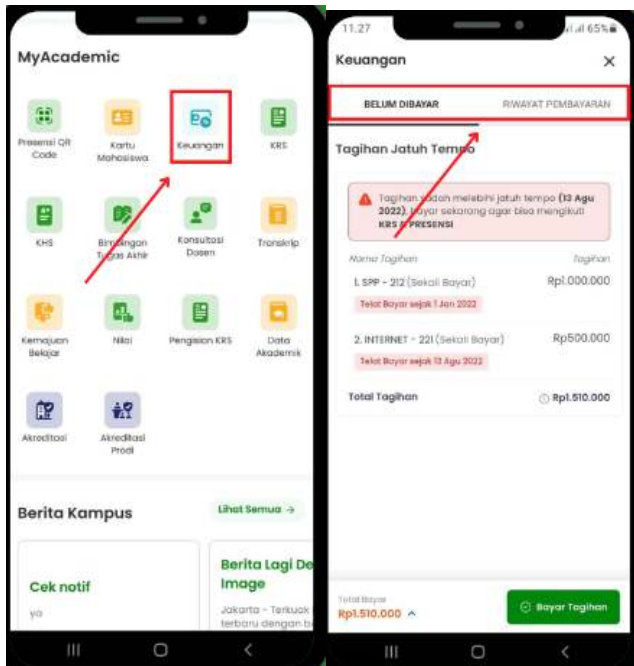 MyAcademic
Presensi QR Code
Kartu Mahasiswa
Keuangan
KRS
KHS
Bimbingan Tugas Akhir
Konsultasi Dosen
Transkrip
Kemajuan Belajar
Nilai
Pengisian KRS
Data Akademik
Akreditasi
Akreditasi Prodi
Berita Kampus
Lihat Semua →
Cek notif
ya
Berita Lagi De
Image
Jakarta - Terkuak
terbaru dengan b
11.27
65%
Keuangan
BELUM DIBAYAR
RIWAYAT PEMBAYARAN
Tagihan Jatuh Tempo
Tagihan sudah melebihi jatuh tempo (13 Agu
2022), bayar sekarang agar bisa mengikuti
KRS & PRESENSI
Nama Tagihan Tagihan
1. SPP - 212 (Sekali Bayar) Rp1.000.000
Telat Bayar sejak 1 Jan 2022
2. INTERNET - 221 (Sekali Bayar) Rp500.000
Telat Bayar sejak 13 Agu 2022
Total Tagihan Rp1.510.000
Total Bayar
Rp1.510.000
Bayar Tagihan